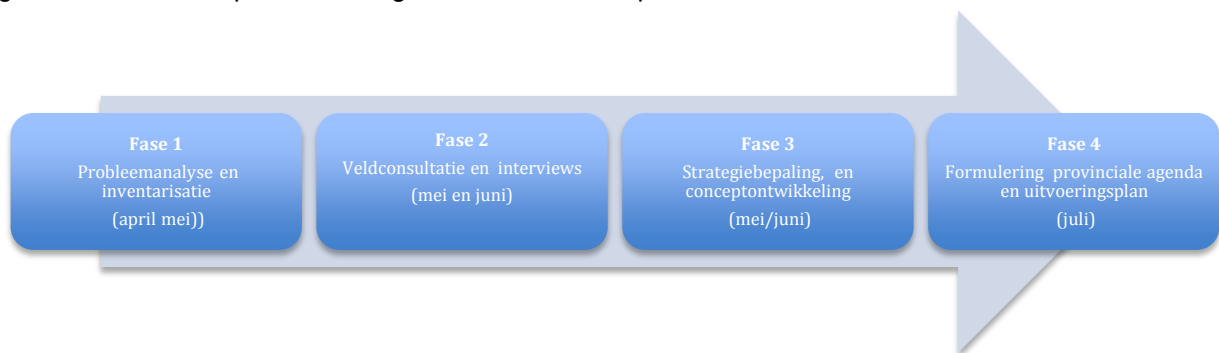 Fase 1
Probleemanalyse en
inventarisatie
(april mei))
Fase 2
Veldconsultatie en interviews
(mei en juni)
Fase 3
Strategiebepaling, en
conceptontwikkeling
(mei/juni)
Fase 4
Formulering provinciale agenda
en uitvoeringsplan
(juli)